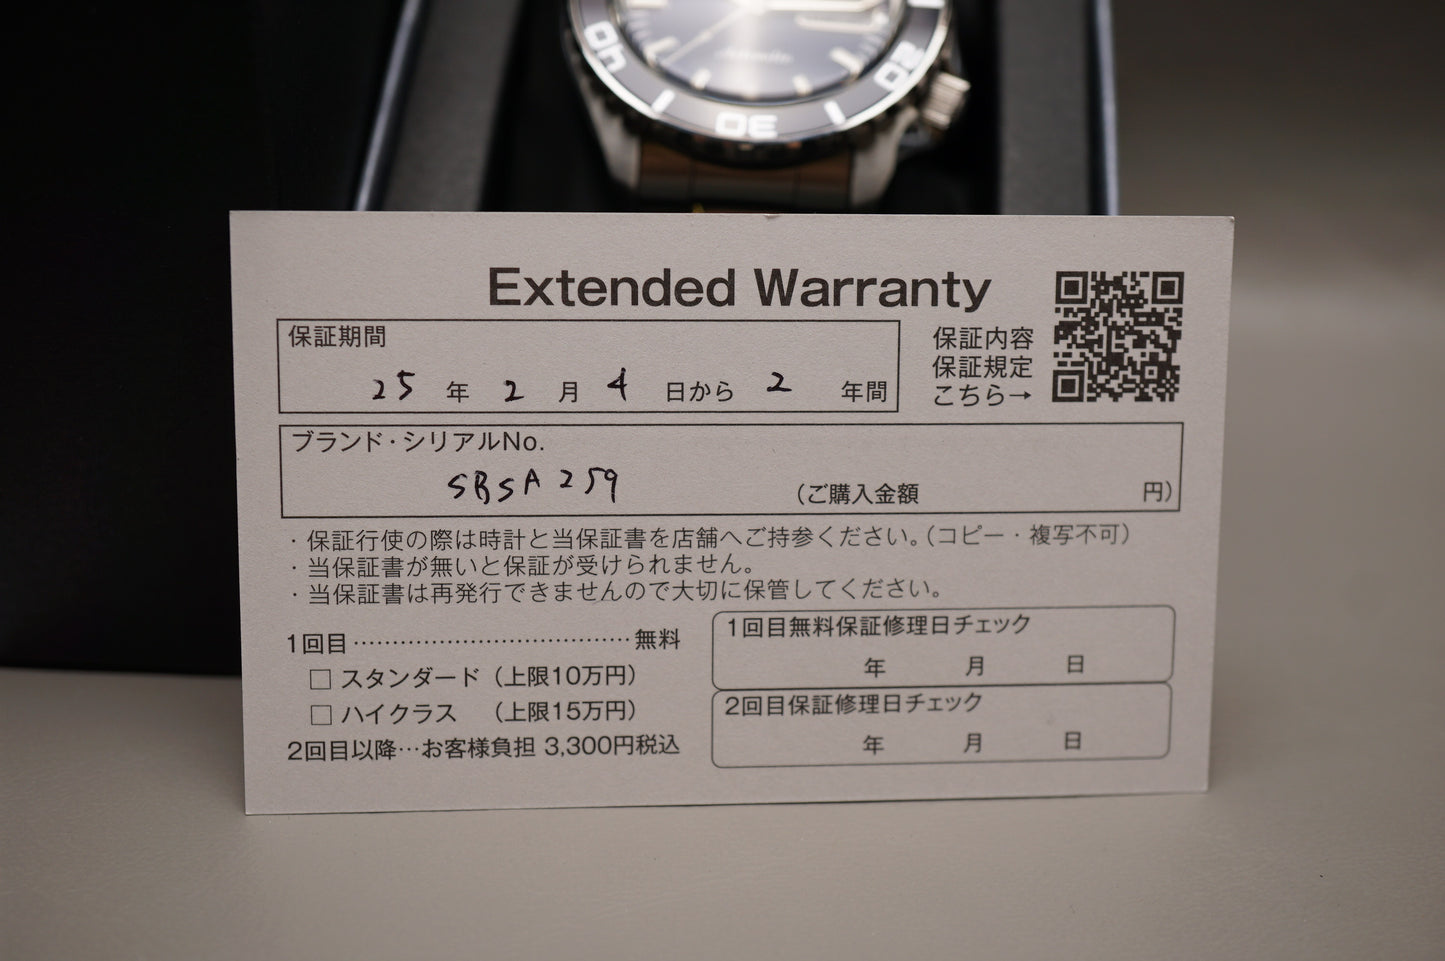 40
30
20
Automatic
Extended Warranty
保証期間
25 年 2 月 4 日から 2 年間
保証内容
保証規定
こちら→
ブランド・シリアルNo.
SBSA259
(ご購入金額 円)
・保証行使の際は時計と当保証書を店舗へご持参ください。(コピー・複写不可)
・当保証書が無いと保証が受けられません。
・当保証書は再発行できませんので大切に保管してください。
1回目……………………………無料
□ スタンダード (上限10万円)
□ ハイクラス (上限15万円)
2回目以降…お客様負担 3,300円税込
1回目無料保証修理日チェック
年 月 日
2回目保証修理日チェック
年 月 日